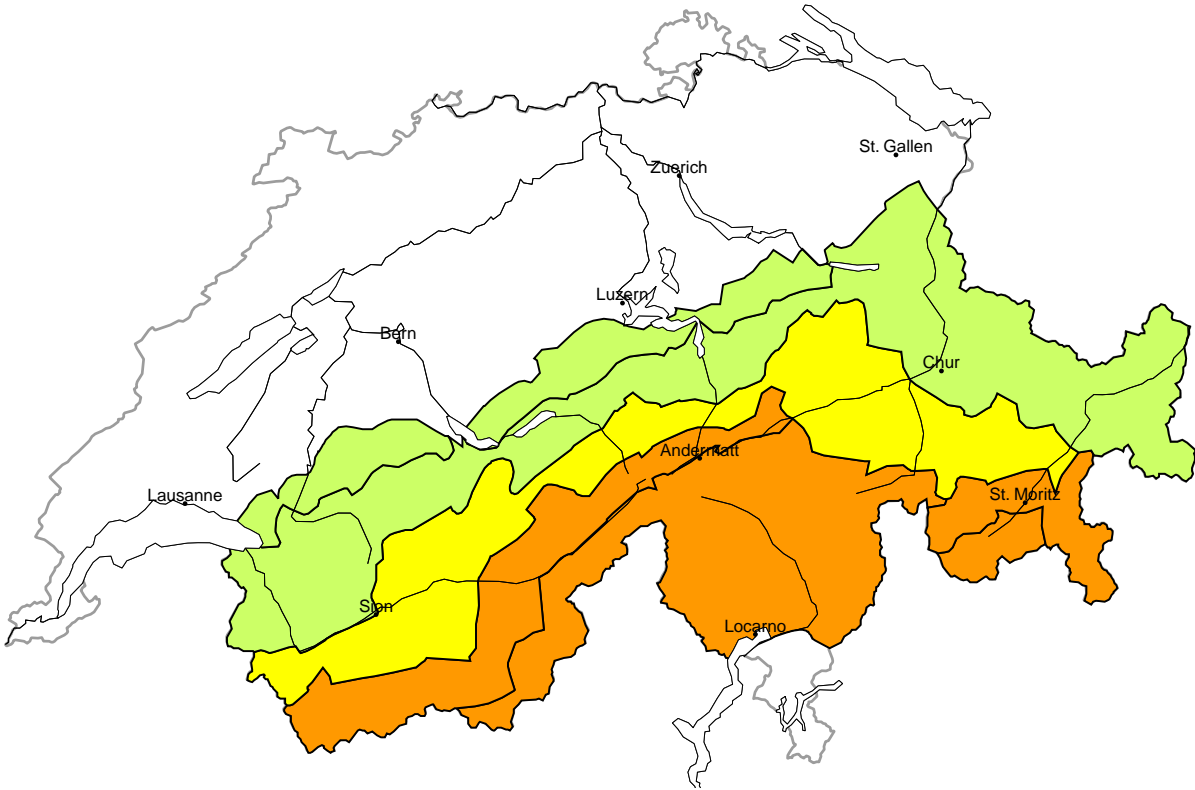 St. Gallen
Zuerich
Luzern
Bern
Chur
Andermatt
St. Moritz
Lausanne
Sion
Locarno